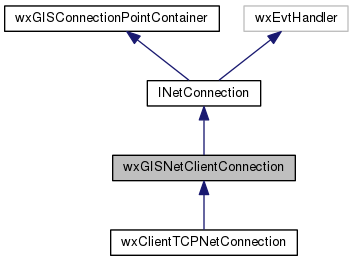 wxGISConnectionPointContainer
wxEvtHandler
INetConnection
wxGISNetClientConnection
wxClientTCPNetConnection